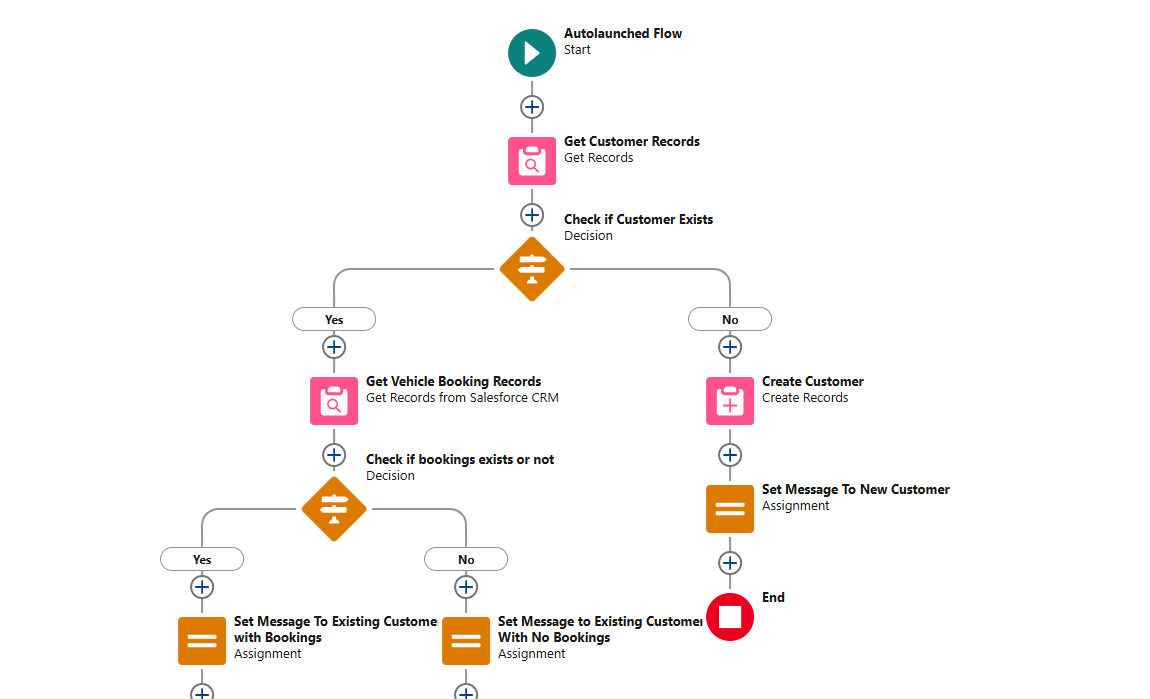 Autolaunched Flow
Start
Get Customer Records
Get Records
Check if Customer Exists
Decision
Yes
No
Get Vehicle Booking Records
Get Records from Salesforce CRM
Create Customer
Create Records
Check if bookings exists or not
Decision
Set Message To New Customer
Assignment
Yes
No
End
Set Message To Existing Custome
with Bookings
Assignment
Set Message to Existing Customer
With No Bookings
Assignment